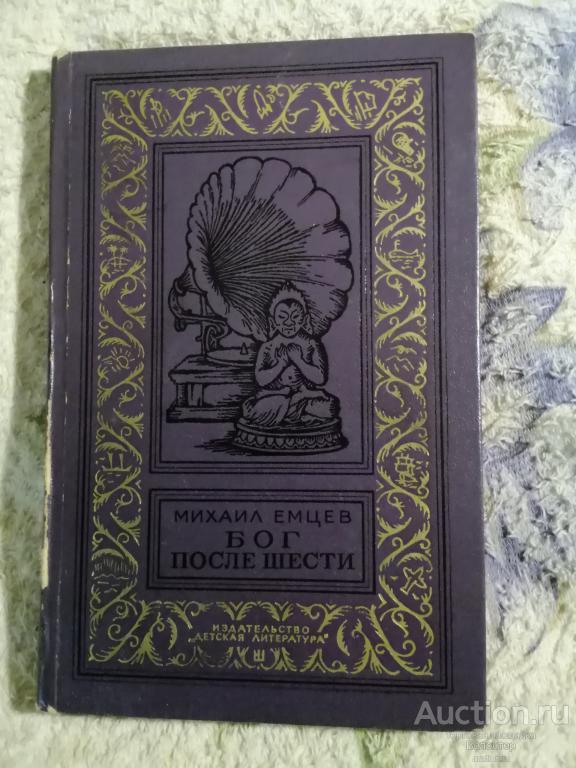 МИХАИЛ ЕМЦЕВ
БОГ
ПОСЛЕ ШЕСТИ
ИЗДАТЕЛЬСТВО
„ДЕТСКАЯ ЛИТЕРАТУРА"
Auction.ru